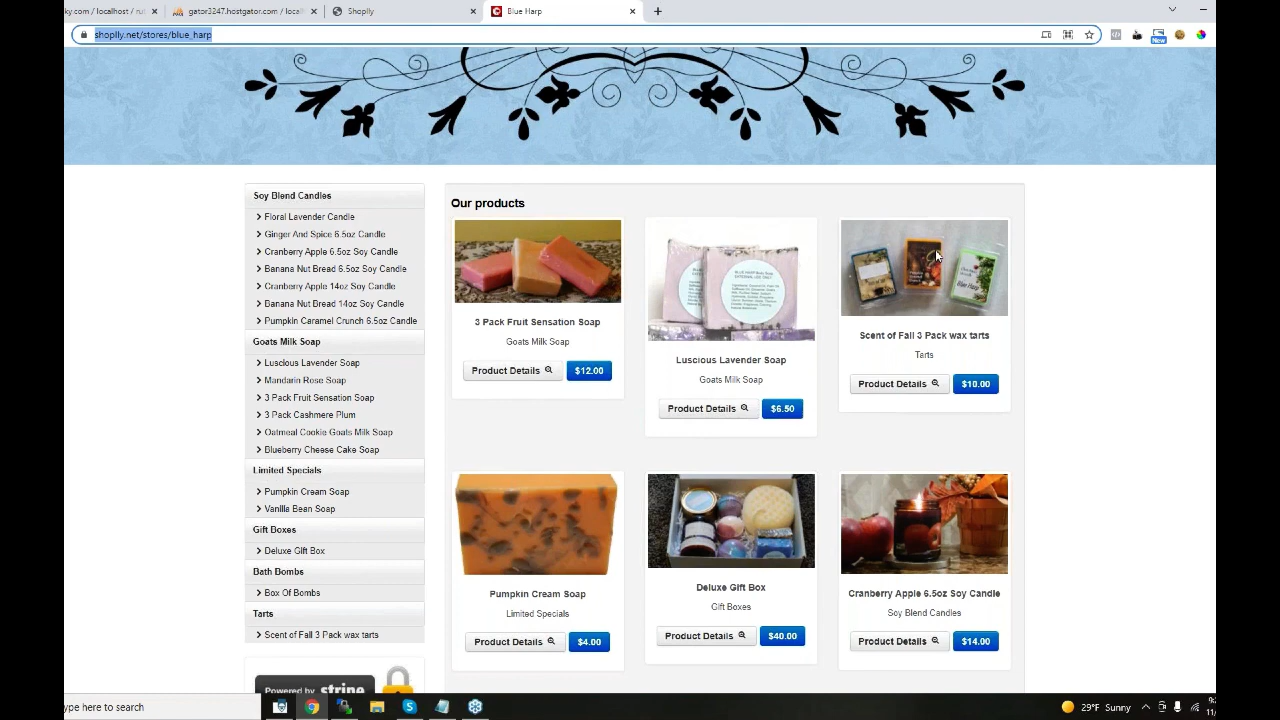 ky.com / localhost / rul
gator3247.hostgator.com / local
Shoplly
Blue Harp
shoplly.net/stores/blue_harp
New
Soy Blend Candles
Floral Lavender Candle
Ginger And Spice 6.5oz Candle
Cranberry Apple 6.5oz Soy Candle
Banana Nut Bread 6.5oz Soy Candle
Cranberry Apple 14oz Soy Candle
Banana Nut Bread 14oz Soy Candle
Pumpkin Caramel Crunch 6.5oz Candle
Goats Milk Soap
Luscious Lavender Soap
Mandarin Rose Soap
3 Pack Fruit Sensation Soap
3 Pack Cashmere Plum
Oatmeal Cookie Goats Milk Soap
Blueberry Cheese Cake Soap
Limited Specials
Pumpkin Cream Soap
Vanilla Bean Soap
Gift Boxes
Deluxe Gift Box
Bath Bombs
Box Of Bombs
Tarts
Scent of Fall 3 Pack wax tarts
Powered by stripe
Our products
3 Pack Fruit Sensation Soap
Goats Milk Soap
Product Details $12.00
Luscious Lavender Soap
Goats Milk Soap
Product Details $6.50
Scent of Fall 3 Pack wax tarts
Tarts
Product Details $10.00
Pumpkin Cream Soap
Limited Specials
Product Details $4.00
Deluxe Gift Box
Gift Boxes
Product Details $40.00
Cranberry Apple 6.5oz Soy Candle
Soy Blend Candles
Product Details $14.00
ype here to search
29°F Sunny